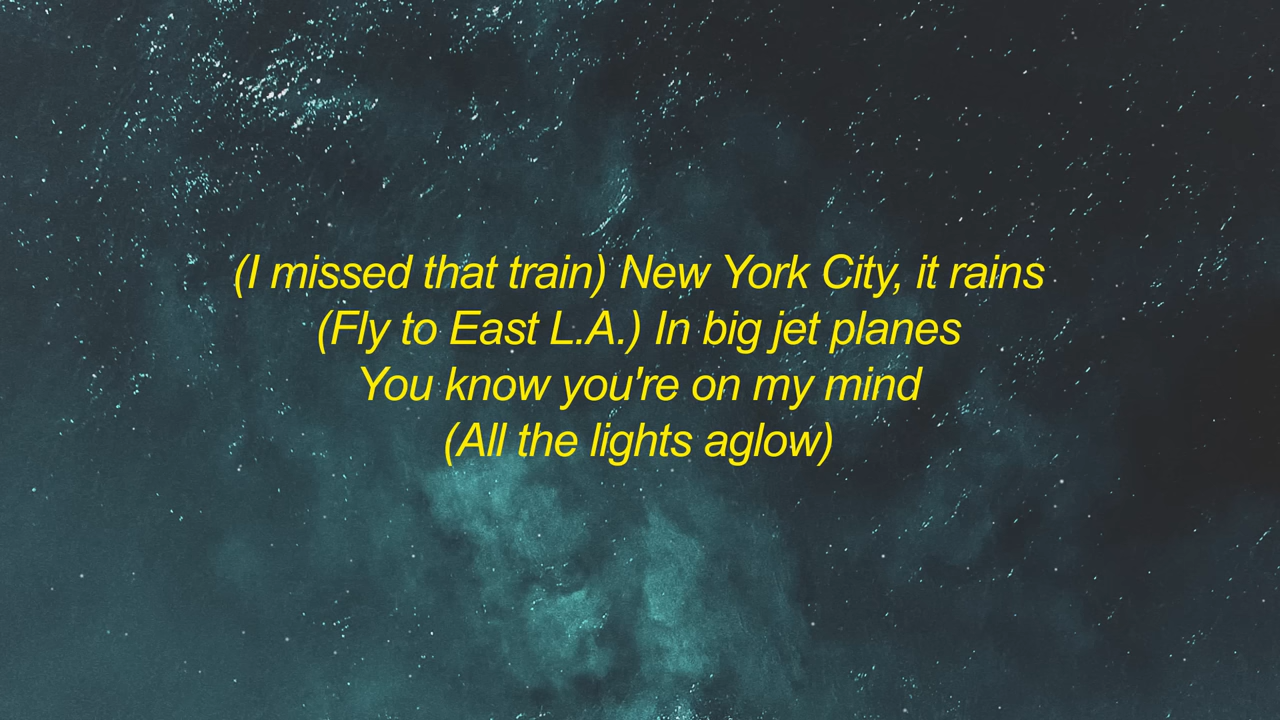 (I missed that train) New York City, it rains
(Fly to East L.A.) In big jet planes
You know you're on my mind
(All the lights aglow)